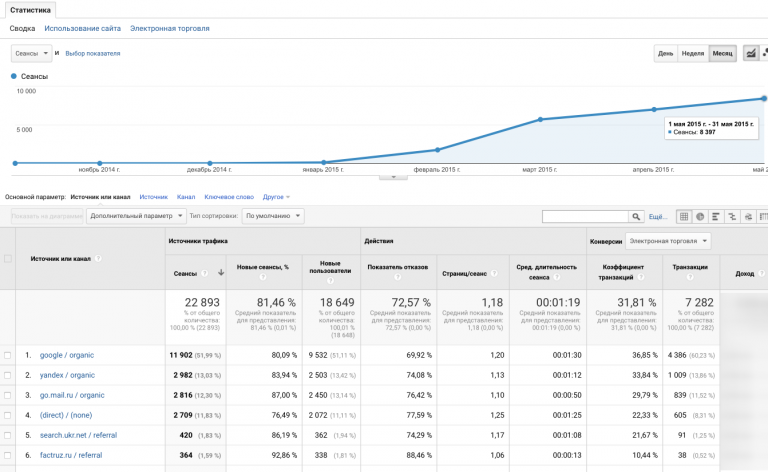 Статистика
Сводка Использование сайта Электронная торговля
Сеансы И Выбор показателя День Неделя Месяц
Сеансы
10 000
5 000
1 мая 2015 г. - 31 мая 2015 г.
Сеансы: 8 397
ноябрь 2014 г. декабрь 2014 г. январь 2015 г. февраль 2015 г. март 2015 г. апрель 2015 г. май 2
Основной параметр: Источник или канал Источник Канал Ключевое слово Другое
Показать на диаграмме Дополнительный параметр Тип сортировки: По умолчанию Ещё...
Источник или канал ? Источники трафика Действия Конверсии Электронная торговля
Сеансы ? Новые сеансы, % ? Новые пользователи ? Показатель отказов ? Страниц/сеанс ? Сред. длительность сеанса ? Коэффициент транзакций ? Транзакции ? Доход ?
22 893 81,46 % 18 649 72,57 % 1,18 00:01:19 31,81 % 7 282
% от общего количества: 100,00 % (22 893) Средний показатель для представления: 81,46 % (0,01 %) % от общего количества: 100,01 % (18 648) Средний показатель для представления: 72,57 % (0,00 %) Средний показатель для представления: 1,18 (0,00 %) Средний показатель для представления: 00:01:19 (0,00 %) Средний показатель для представления: 31,81 % (0,00 %) % от общего количества: 100,00 % (7 282)
1. google / organic 11 902 (51,99 %) 80,09 % 9 532 (51,11 %) 69,92 % 1,20 00:01:30 36,85 % 4 386 (60,23 %)
2. yandex / organic 2 982 (13,03 %) 83,94 % 2 503 (13,42 %) 74,08 % 1,13 00:01:12 33,84 % 1 009 (13,86 %)
3. go.mail.ru / organic 2 816 (12,30 %) 87,00 % 2 450 (13,14 %) 76,42 % 1,10 00:00:50 29,79 % 839 (11,52 %)
4. (direct) / (none) 2 709 (11,83 %) 76,49 % 2 072 (11,11 %) 77,59 % 1,25 00:01:25 22,33 % 605 (8,31 %)
5. search.ukr.net / referral 420 (1,83 %) 86,19 % 362 (1,94 %) 74,29 % 1,17 00:01:08 21,67 % 91 (1,25 %)
6. factruz.ru / referral 364 (1,59 %) 92,86 % 338 (1,81 %) 88,46 % 1,06 00:00:13 10,44 % 38 (0,52 %)